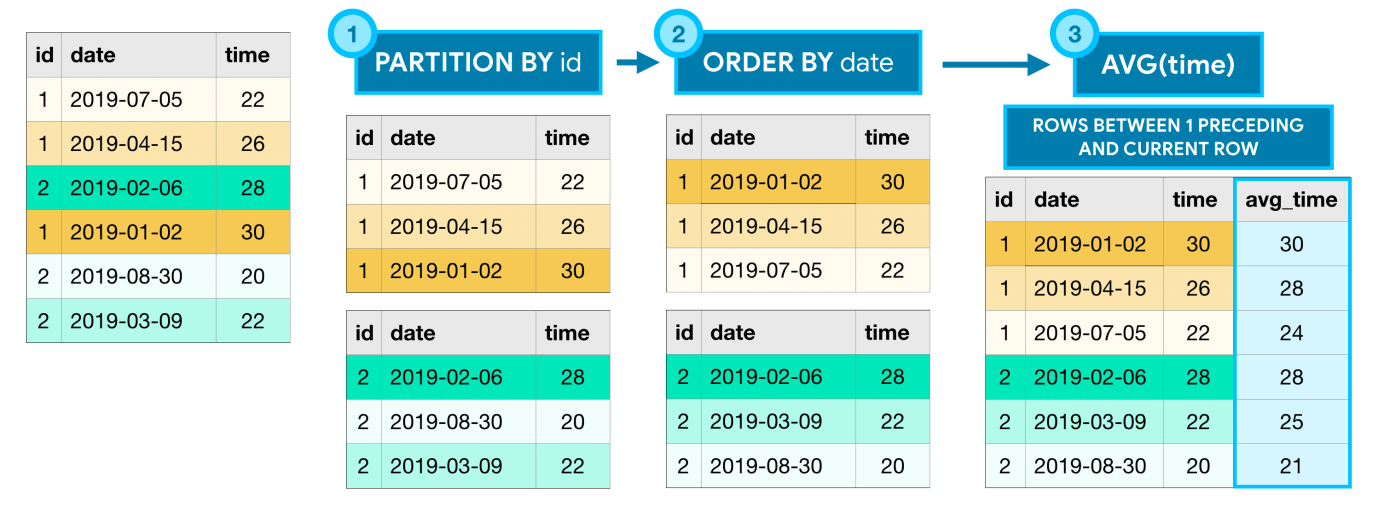 id date time
1 2019-07-05 22
1 2019-04-15 26
2 2019-02-06 28
1 2019-01-02 30
2 2019-08-30 20
2 2019-03-09 22
1
PARTITION BY id
id date time
1 2019-07-05 22
1 2019-04-15 26
1 2019-01-02 30
id date time
2 2019-02-06 28
2 2019-08-30 20
2 2019-03-09 22
2
ORDER BY date
id date time
1 2019-01-02 30
1 2019-04-15 26
1 2019-07-05 22
id date time
2 2019-02-06 28
2 2019-03-09 22
2 2019-08-30 20
3
AVG(time)
ROWS BETWEEN 1 PRECEDING
AND CURRENT ROW
id date time avg_time
1 2019-01-02 30 30
1 2019-04-15 26 28
1 2019-07-05 22 24
2 2019-02-06 28 28
2 2019-03-09 22 25
2 2019-08-30 20 21